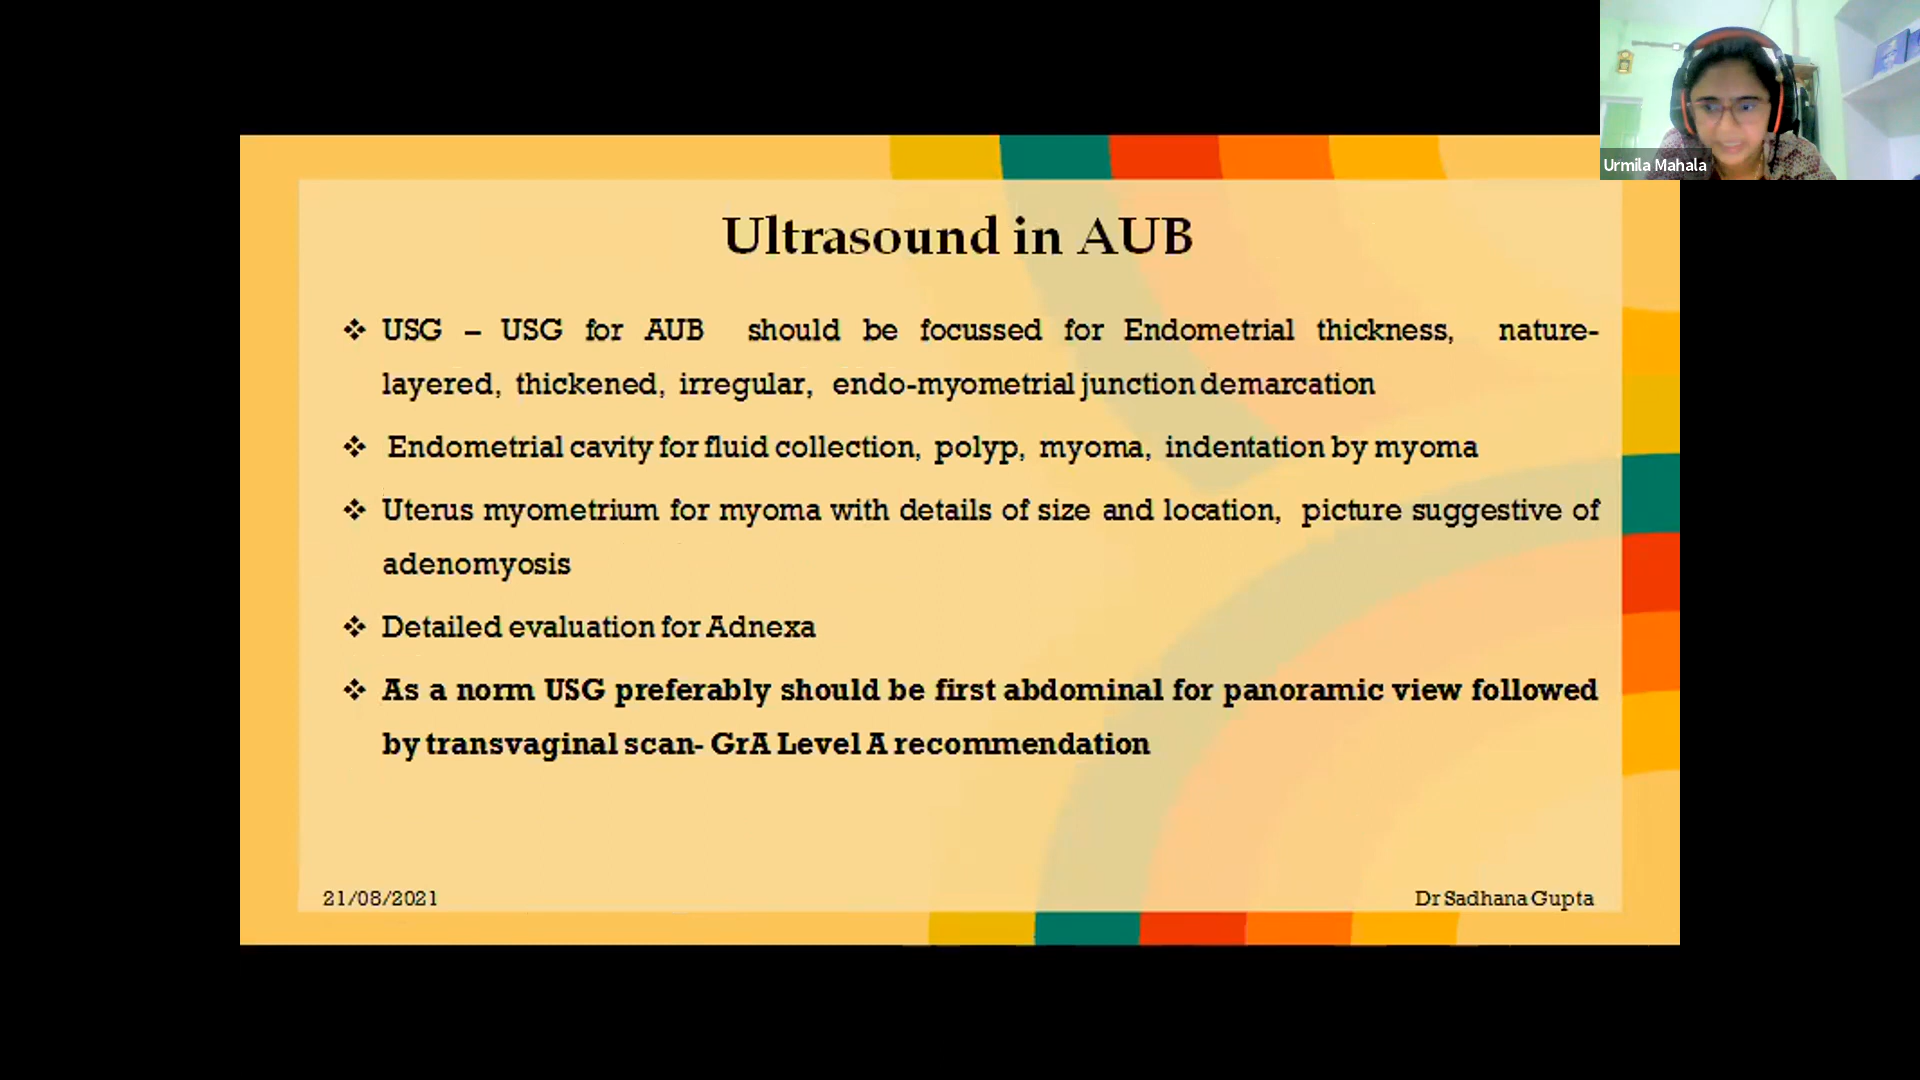 Urmila Mahala
Ultrasound in AUB
❖ USG – USG for AUB should be focussed for Endometrial thickness, nature-
layered, thickened, irregular, endo-myometrial junction demarcation
❖ Endometrial cavity for fluid collection, polyp, myoma, indentation by myoma
❖ Uterus myometrium for myoma with details of size and location, picture suggestive of
adenomyosis
❖ Detailed evaluation for Adnexa
❖ As a norm USG preferably should be first abdominal for panoramic view followed
by transvaginal scan- GrA Level A recommendation
21/08/2021
Dr Sadhana Gupta